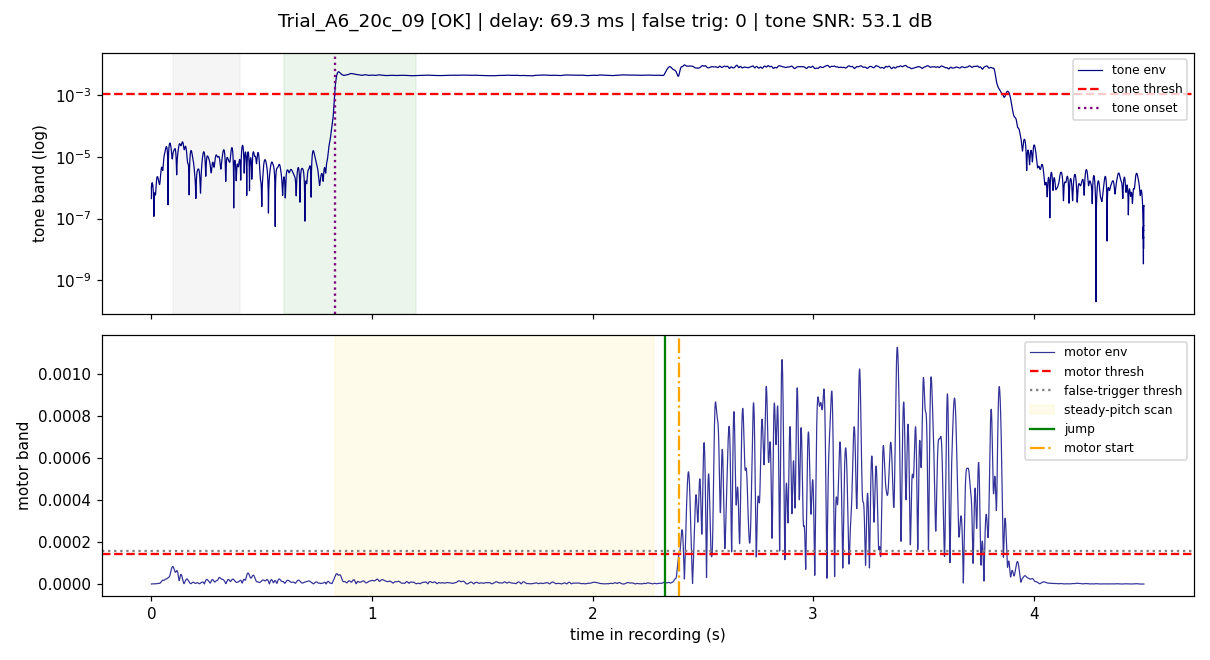 Trial_A6_20c_09 [OK] | delay: 69.3 ms | false trig: 0 | tone SNR: 53.1 dB
tone band (log)
10⁻³
10⁻⁵
10⁻⁷
10⁻⁹
tone env
tone thresh
tone onset
motor band
0.0010
0.0008
0.0006
0.0004
0.0002
0.0000
motor env
motor thresh
false-trigger thresh
steady-pitch scan
jump
motor start
0 1 2 3 4
time in recording (s)